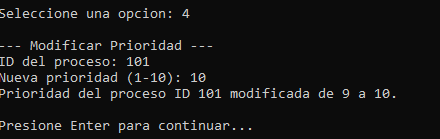 Seleccione una opcion: 4
--- Modificar Prioridad ---
ID del proceso: 101
Nueva prioridad (1-10): 10
Prioridad del proceso ID 101 modificada de 9 a 10.
Presione Enter para continuar...